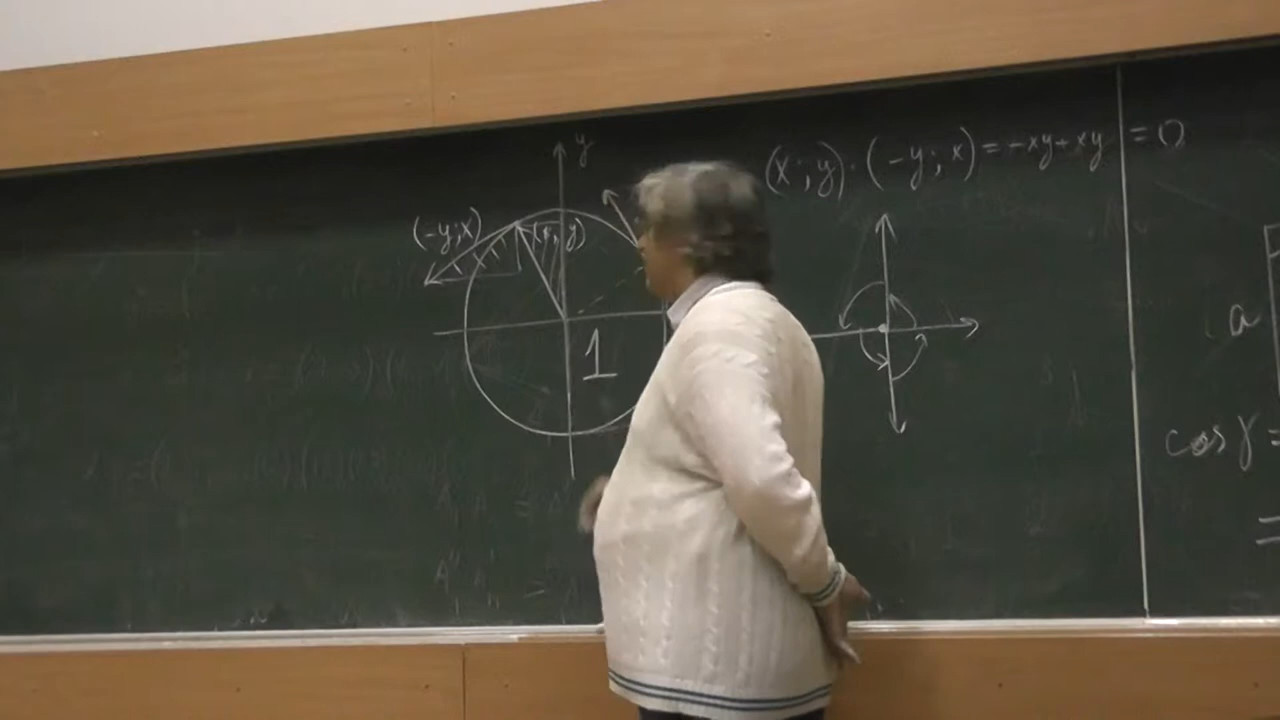 y
(x; y) · (-y; x) = -xy + xy = 0
(-y; x)
(x, y)
1
a
cos γ =
=